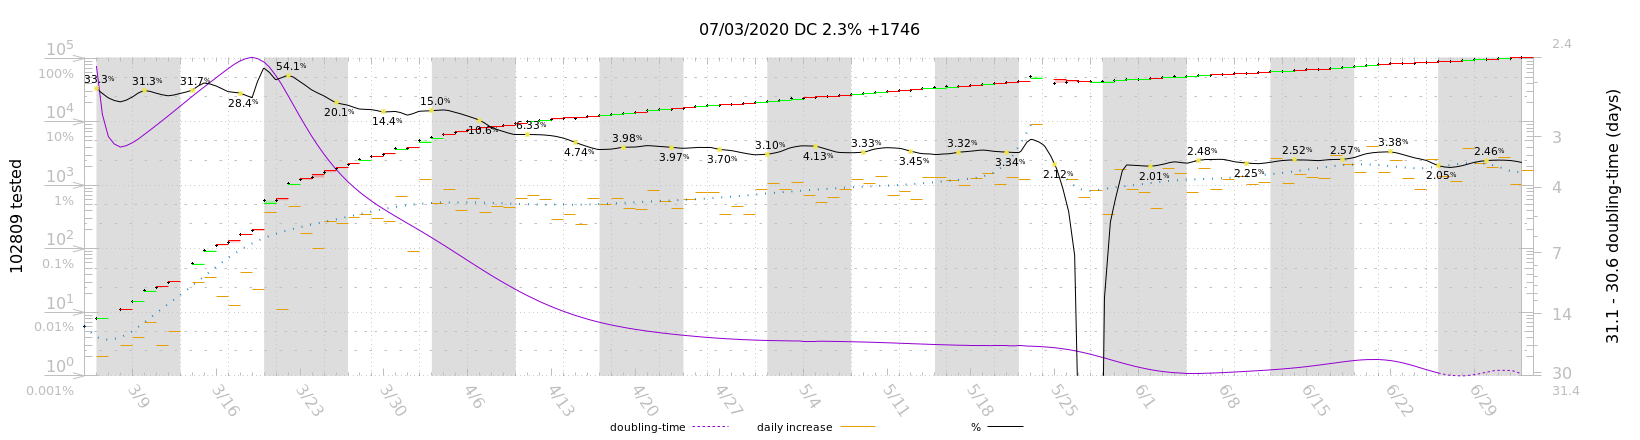 07/03/2020 DC 2.3% +1746
10⁵ 2.4
100% 33.3% 31.3% 31.7% 28.4% 54.1% 20.1% 14.4% 15.0% 10.6% 6.33% 4.74% 3.98% 3.97% 3.70% 3.10% 4.13% 3.33% 3.45% 3.32% 3.34% 2.12% 2.01% 2.48% 2.25% 2.52% 2.57% 3.38% 2.05% 2.46%
10⁴
10% 3
10³ 4
1%
10² 7
0.1%
10¹ 14
0.01%
10⁰ 30
0.001% 31.4
102809 tested
31.1 - 30.6 doubling-time (days)
3/9 3/16 3/23 3/30 4/6 4/13 4/20 4/27 5/4 5/11 5/18 5/25 6/1 6/8 6/15 6/22 6/29
doubling-time daily increase %